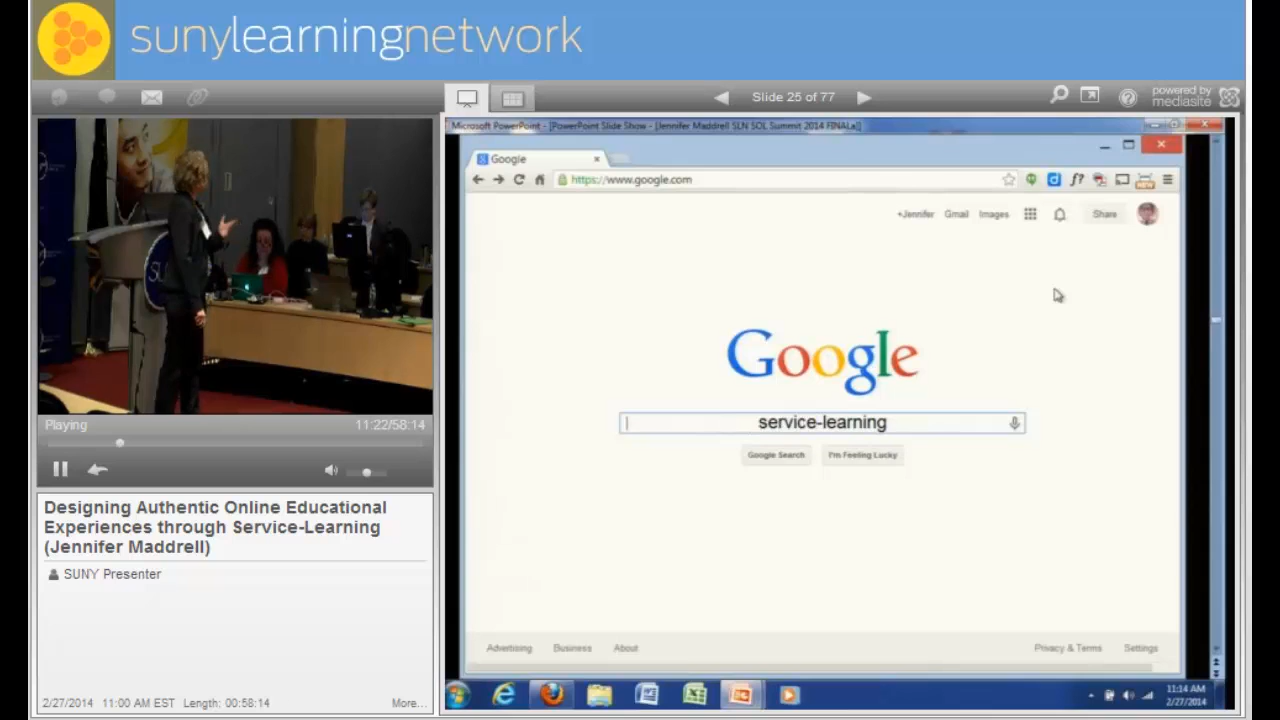 sunylearningnetwork
Slide 25 of 77
powered by
mediasite
Microsoft PowerPoint - [PowerPoint Slide Show - [Jennifer Maddrell SLN SOL Summit 2014 FINALa]]
Google
https://www.google.com
+Jennifer Gmail Images Share
Google
service-learning
Google Search I'm Feeling Lucky
Advertising Business About Privacy & Terms Settings
11:14 AM
2/27/2014
Playing 11:22/58:14
Designing Authentic Online Educational
Experiences through Service-Learning
(Jennifer Maddrell)
SUNY Presenter
2/27/2014 11:00 AM EST Length: 00:58:14 More...